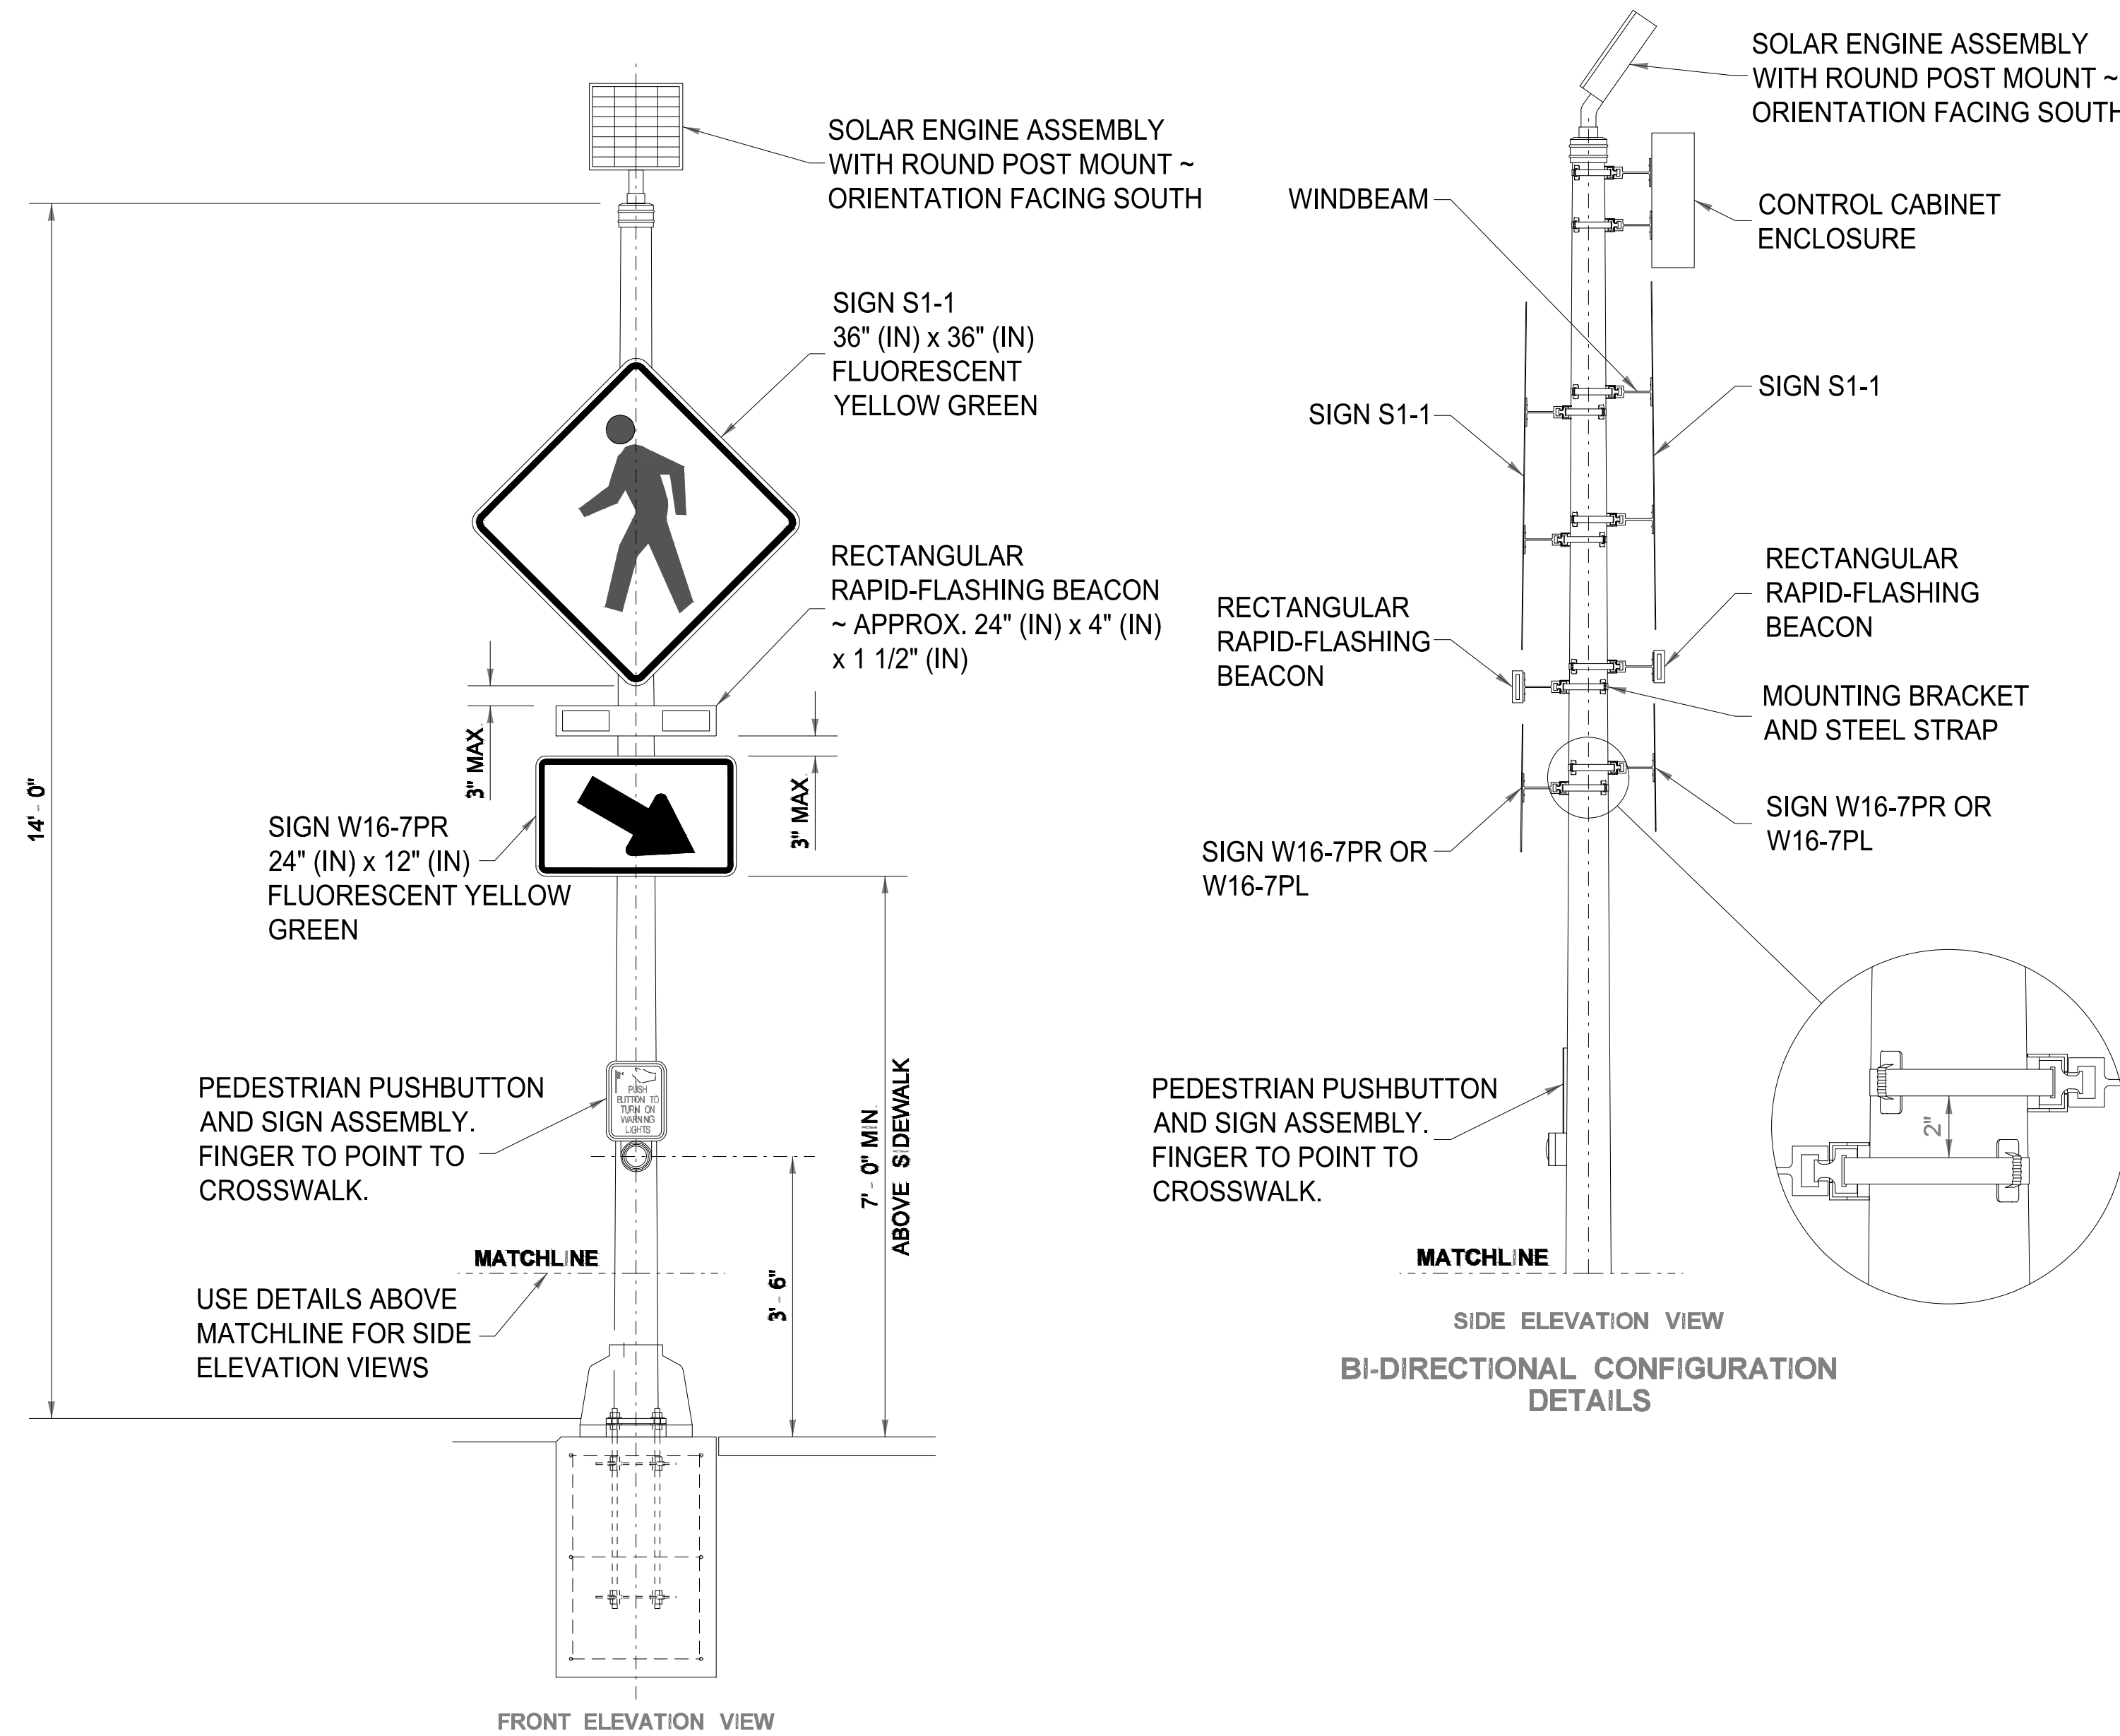 SOLAR ENGINE ASSEMBLY
WITH ROUND POST MOUNT ~
ORIENTATION FACING SOUTH
SIGN S1-1
36" (IN) x 36" (IN)
FLUORESCENT
YELLOW GREEN
RECTANGULAR
RAPID-FLASHING BEACON
~ APPROX. 24" (IN) x 4" (IN)
x 1 1/2" (IN)
3" MAX.
3" MAX.
14' - 0"
SIGN W16-7PR
24" (IN) x 12" (IN)
FLUORESCENT YELLOW
GREEN
PUSH
BUTTON TO
TURN ON
WARNING
LIGHTS
PEDESTRIAN PUSHBUTTON
AND SIGN ASSEMBLY.
FINGER TO POINT TO
CROSSWALK.
7' - 0" MIN.
ABOVE SIDEWALK
3' - 6"
MATCHLINE
USE DETAILS ABOVE
MATCHLINE FOR SIDE
ELEVATION VIEWS
FRONT ELEVATION VIEW
SOLAR ENGINE ASSEMBLY
WITH ROUND POST MOUNT ~
ORIENTATION FACING SOUTH
WINDBEAM
CONTROL CABINET
ENCLOSURE
SIGN S1-1
SIGN S1-1
RECTANGULAR
RAPID-FLASHING
BEACON
RECTANGULAR
RAPID-FLASHING
BEACON
MOUNTING BRACKET
AND STEEL STRAP
SIGN W16-7PR OR
W16-7PL
SIGN W16-7PR OR
W16-7PL
PEDESTRIAN PUSHBUTTON
AND SIGN ASSEMBLY.
FINGER TO POINT TO
CROSSWALK.
2"
MATCHLINE
SIDE ELEVATION VIEW
BI-DIRECTIONAL CONFIGURATION
DETAILS